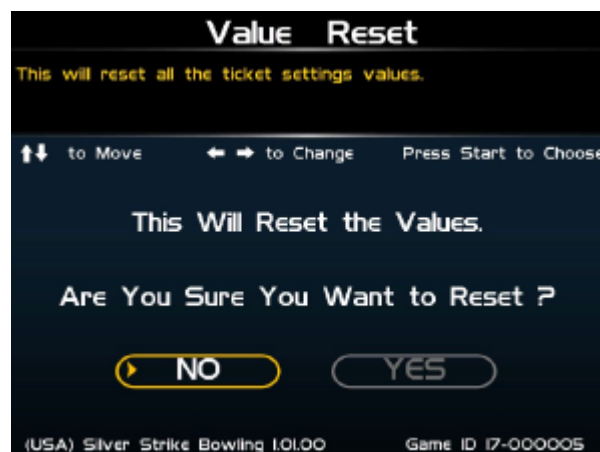 Value Reset
This will reset all the ticket settings values.
to Move to Change Press Start to Choose
This Will Reset the Values.
Are You Sure You Want to Reset ?
NO YES
(USA) Silver Strike Bowling 1.01.00 Game ID 17-000005